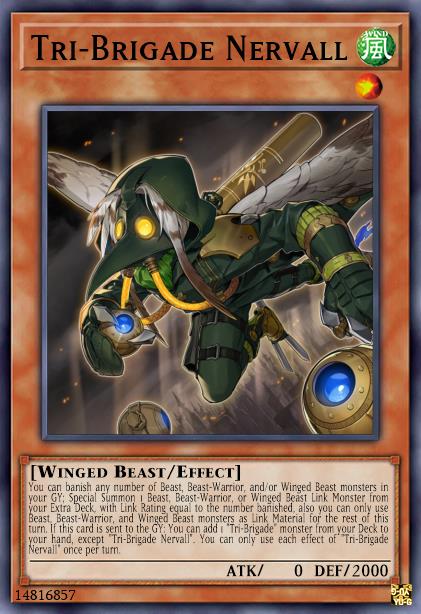 TRI-BRIGADE NERVALL
WIND
風
[WINGED BEAST/EFFECT]
You can banish any number of Beast, Beast-Warrior, and/or Winged Beast monsters in
your GY; Special Summon 1 Beast, Beast-Warrior, or Winged Beast Link Monster from
your Extra Deck, with Link Rating equal to the number banished, also you can only use
Beast, Beast-Warrior, and Winged Beast monsters as Link Material for the rest of this
turn. If this card is sent to the GY: You can add 1 "Tri-Brigade" monster from your Deck to
your hand, except "Tri-Brigade Nervall". You can only use each effect of "Tri-Brigade
Nervall" once per turn.
ATK/ 0 DEF/2000
14816857